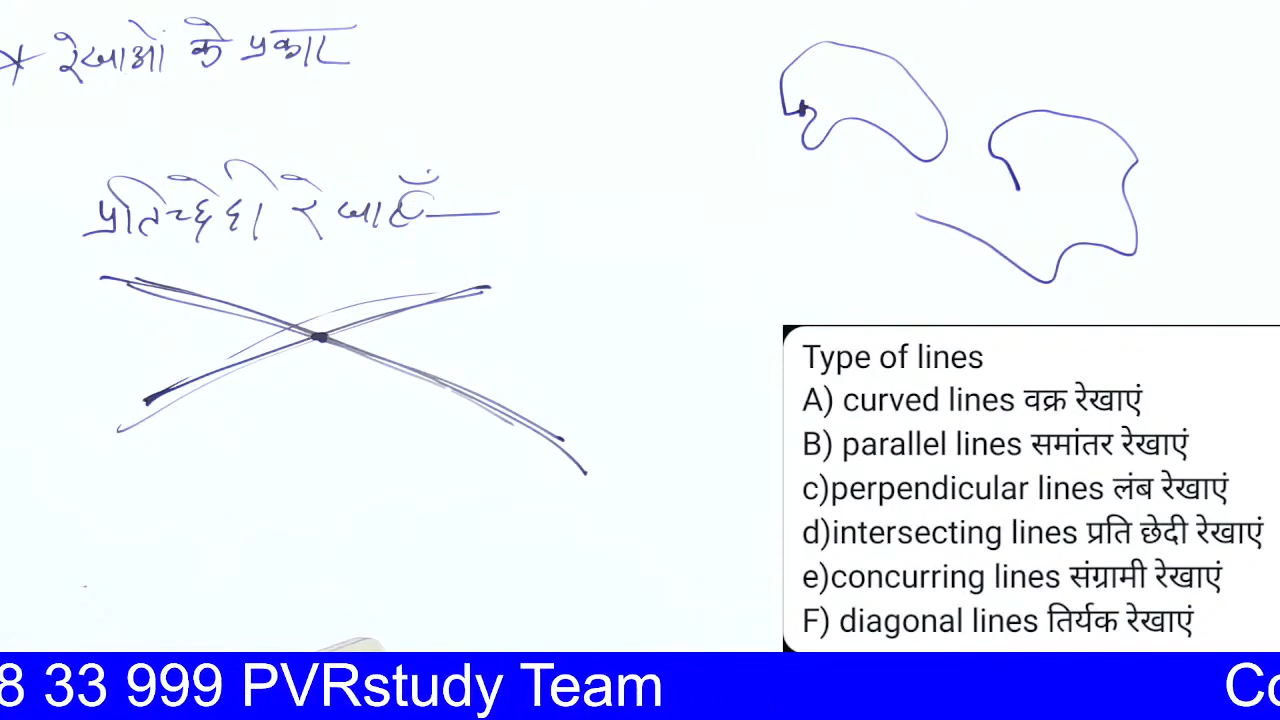 * रेखाओं के प्रकार
प्रतिच्छेदी रेखाएँ
Type of lines
A) curved lines वक्र रेखाएं
B) parallel lines समांतर रेखाएं
c)perpendicular lines लंब रेखाएं
d)intersecting lines प्रति छेदी रेखाएं
e)concurring lines संग्रामी रेखाएं
F) diagonal lines तिर्यक रेखाएं
8 33 999 PVRstudy Team
Co